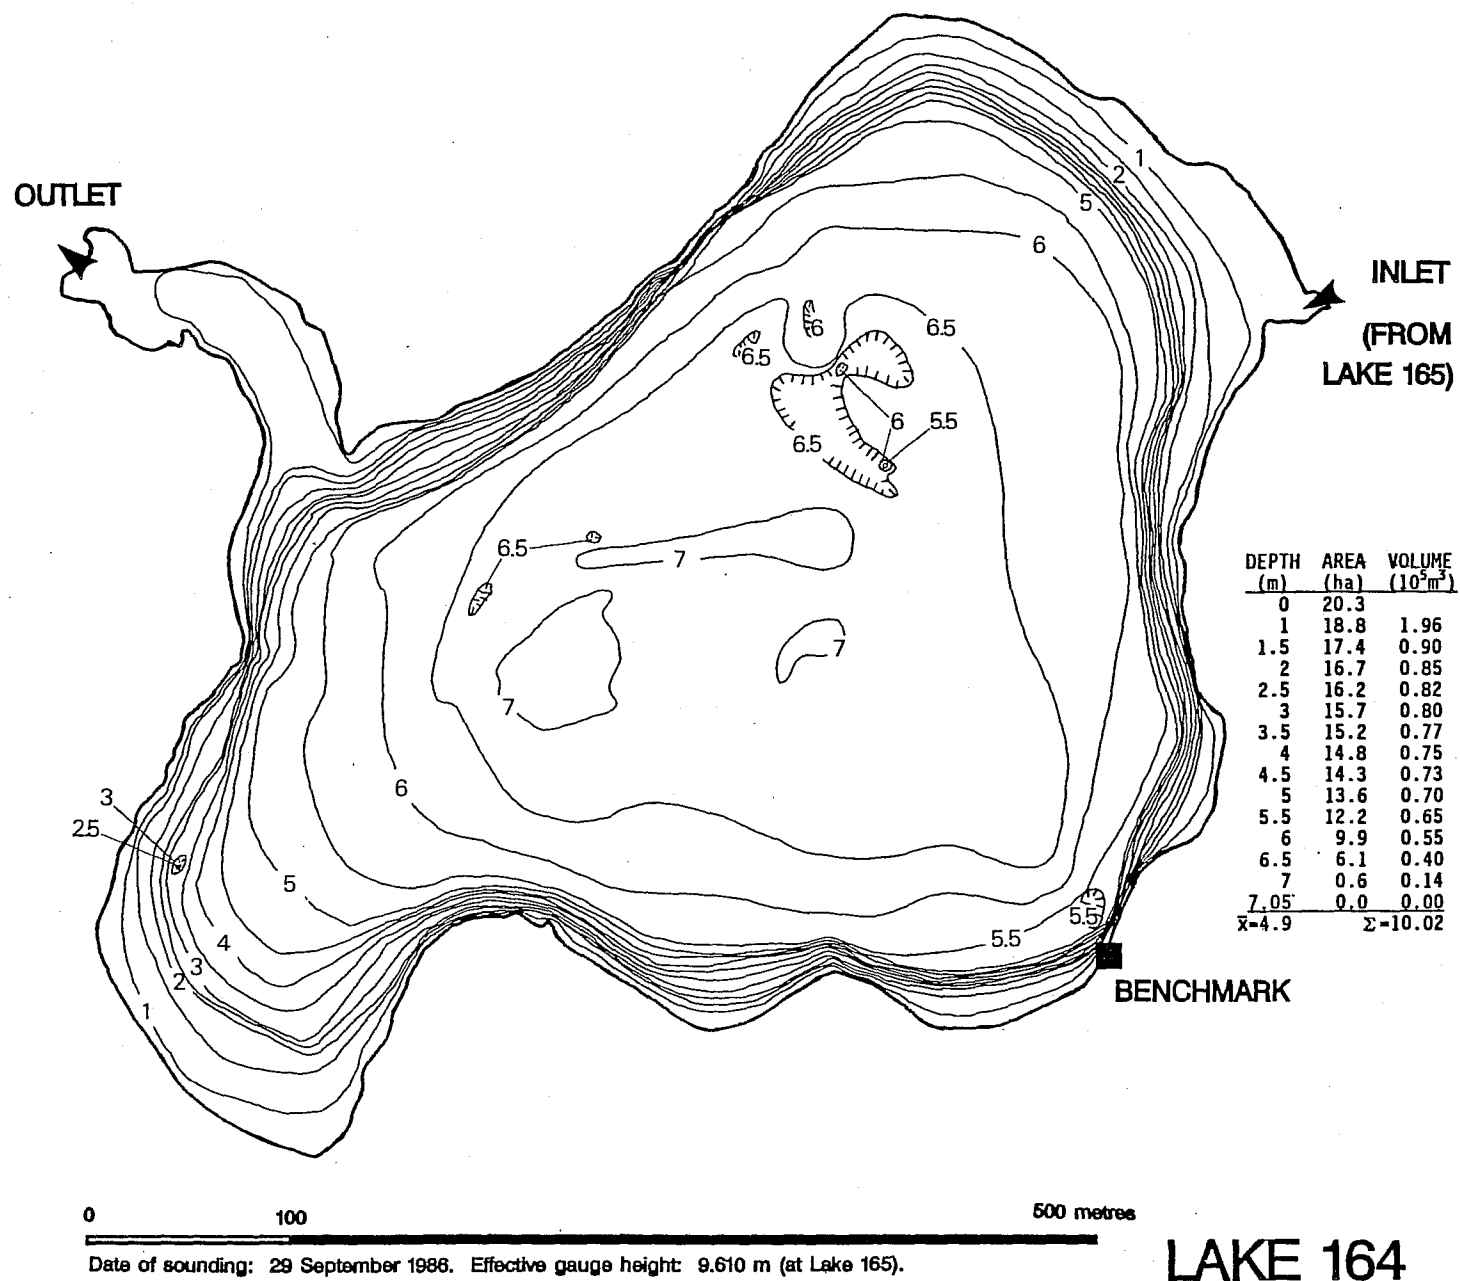 1
2
5
OUTLET
6
INLET
(FROM
LAKE 165)
6
6.5
6.5
6
5.5
6.5
6.5
7
7
7
DEPTH AREA VOLUME
(m) (ha) (10⁵m³)
0 20.3
1 18.8 1.96
1.5 17.4 0.90
2 16.7 0.85
2.5 16.2 0.82
3 15.7 0.80
3.5 15.2 0.77
4 14.8 0.75
4.5 14.3 0.73
5 13.6 0.70
5.5 12.2 0.65
6 9.9 0.55
6.5 6.1 0.40
7 0.6 0.14
7.05 0.0 0.00
x̄=4.9 Σ=10.02
6
3
2.5
5
5.5
5.5
4
3
2
1
BENCHMARK
0 100 500 metres
Date of sounding: 29 September 1986. Effective gauge height: 9.610 m (at Lake 165).
LAKE 164